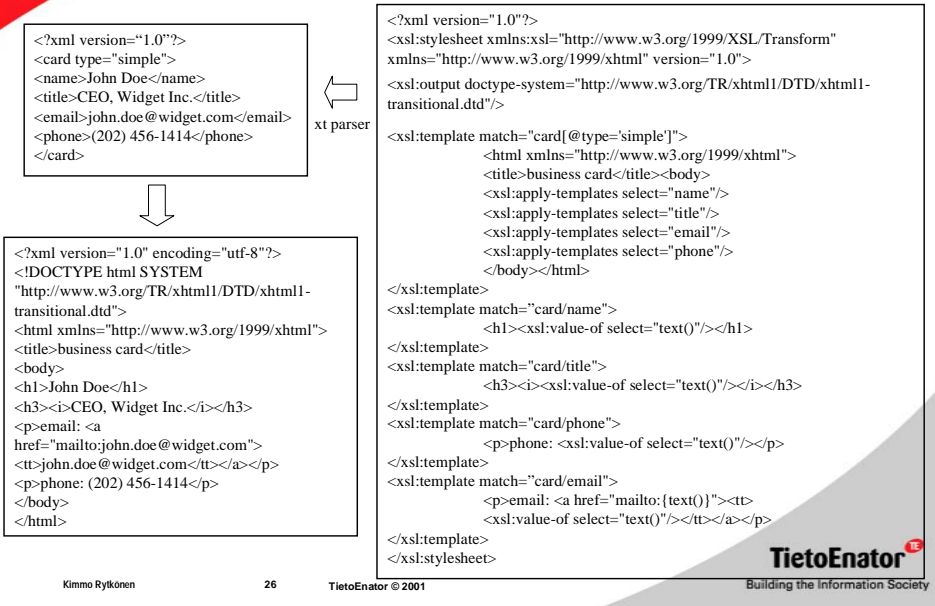 <?xml version=“1.0”?>
<card type="simple">
<name>John Doe</name>
<title>CEO, Widget Inc.</title>
<email>john.doe@widget.com</email>
<phone>(202) 456-1414</phone>
</card>
xt parser
<?xml version="1.0" encoding="utf-8"?>
<!DOCTYPE html SYSTEM
"http://www.w3.org/TR/xhtml1/DTD/xhtml1-
transitional.dtd">
<html xmlns="http://www.w3.org/1999/xhtml">
<title>business card</title>
<body>
<h1>John Doe</h1>
<h3><i>CEO, Widget Inc.</i></h3>
<p>email: <a
href="mailto:john.doe@widget.com">
<tt>john.doe@widget.com</tt></a></p>
<p>phone: (202) 456-1414</p>
</body>
</html>
<?xml version="1.0"?>
<xsl:stylesheet xmlns:xsl="http://www.w3.org/1999/XSL/Transform"
xmlns="http://www.w3.org/1999/xhtml" version="1.0">
<xsl:output doctype-system="http://www.w3.org/TR/xhtml1/DTD/xhtml1-
transitional.dtd"/>
<xsl:template match="card[@type='simple']">
<html xmlns="http://www.w3.org/1999/xhtml">
<title>business card</title><body>
<xsl:apply-templates select="name"/>
<xsl:apply-templates select="title"/>
<xsl:apply-templates select="email"/>
<xsl:apply-templates select="phone"/>
</body></html>
</xsl:template>
<xsl:template match=”card/name">
<h1><xsl:value-of select="text()"/></h1>
</xsl:template>
<xsl:template match="card/title">
<h3><i><xsl:value-of select="text()"/></i></h3>
</xsl:template>
<xsl:template match="card/phone">
<p>phone: <xsl:value-of select="text()"/></p>
</xsl:template>
<xsl:template match=”card/email">
<p>email: <a href="mailto:{text()}"><tt>
<xsl:value-of select="text()"/></tt></a></p>
</xsl:template>
</xsl:stylesheet>
Kimmo Rytkönen
26
TietoEnator © 2001
TietoEnator TE
Building the Information Society